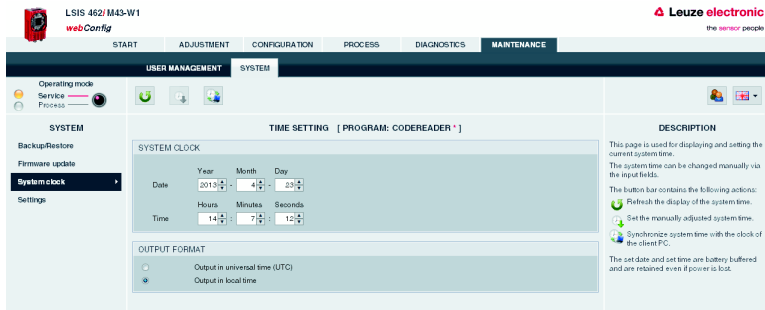 LSIS 462i M43-W1
webConfig
Leuze electronic
the sensor people
START ADJUSTMENT CONFIGURATION PROCESS DIAGNOSTICS MAINTENANCE
USER MANAGEMENT SYSTEM
Operating mode
Service
Process
SYSTEM
Backup/Restore
Firmware update
System clock
Settings
TIME SETTING [ PROGRAM: CODEREADER * ]
SYSTEM CLOCK
Year Month Day
Date 2013 - 4 - 23
Hours Minutes Seconds
Time 14 : 7 : 12
OUTPUT FORMAT
Output in universal time (UTC)
Output in local time
DESCRIPTION
This page is used for displaying and setting the
current system time.
The system time can be changed manually via
the input fields.
The button bar contains the following actions:
Refresh the display of the system time.
Set the manually adjusted system time.
Synchronize system time with the clock of
the client PC.
The set date and set time are battery buffered
and are retained even if power is lost.